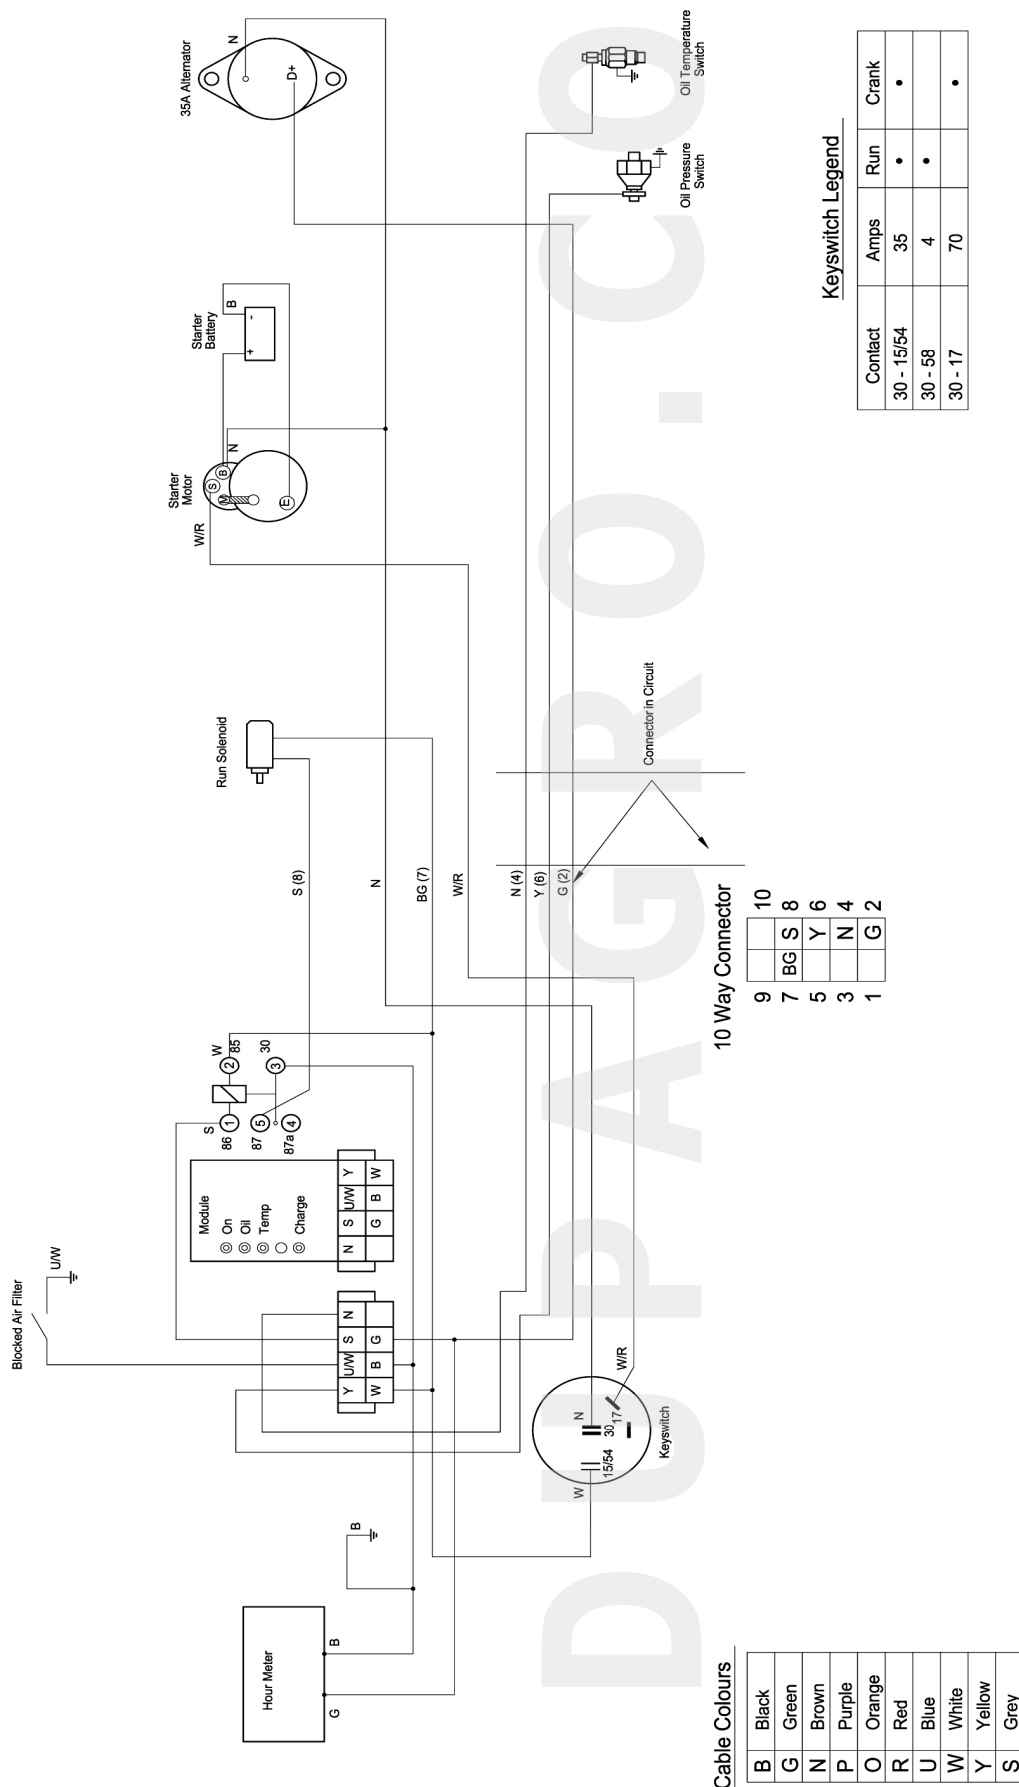 Blocked Air Filter
U/W
35A Alternator
N
D+
Starter
Battery
B
+
-
Starter
Motor
W/R
S
B
M
E
N
Run Solenoid
Oil Temperature
Switch
Oil Pressure
Switch
S (8)
N
BG (7)
W/R
N (4)
Y (6)
G (2)
Connector in Circuit
Module
On
Oil
Temp
Charge
N S U/W Y
G B W
S
86
1
W
85
2
30
3
87
5
87a
4
Y U/W S N
W B G
Hour Meter
G
B
B
W
15/54
N
30
17
W/R
Keyswitch
10 Way Connector
9 10
7 BG S 8
5 Y 6
3 N 4
1 G 2
Keyswitch Legend
Contact Amps Run Crank
30 - 15/54 35 • •
30 - 58 4 •
30 - 17 70 •
Cable Colours
B Black
G Green
N Brown
P Purple
O Orange
R Red
U Blue
W White
Y Yellow
S Grey
DUPAGRO.CO